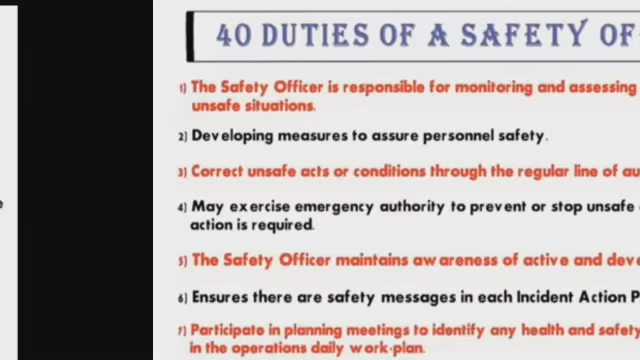 40 DUTIES OF A SAFETY OF
1) The Safety Officer is responsible for monitoring and assessing
unsafe situations.
2) Developing measures to assure personnel safety.
3) Correct unsafe acts or conditions through the regular line of au
4) May exercise emergency authority to prevent or stop unsafe
action is required.
5) The Safety Officer maintains awareness of active and deve
6) Ensures there are safety messages in each Incident Action P
7) Participate in planning meetings to identify any health and safety
in the operations daily work-plan.
e